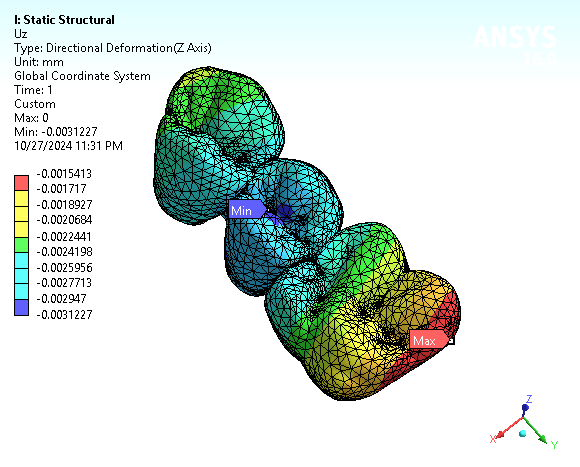 I: Static Structural
Uz
Type: Directional Deformation(Z Axis)
Unit: mm
Global Coordinate System
Time: 1
Custom
Max: 0
Min: -0.0031227
10/27/2024 11:31 PM
ANSYS
-0.0015413
-0.001717
-0.0018927
-0.0020684
-0.0022441
-0.0024198
-0.0025956
-0.0027713
-0.002947
-0.0031227
Min
Max
Z
X
Y